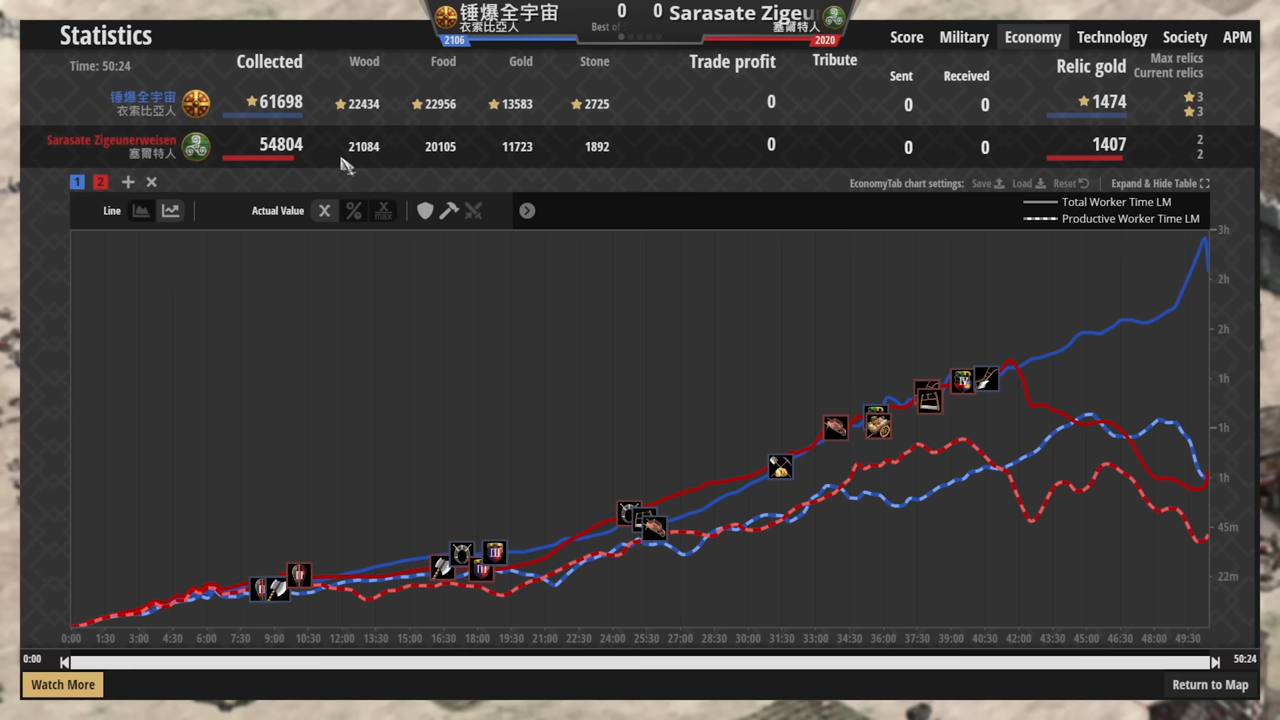 锤爆全宇宙
衣索比亞人
2106
0 0
Best of
Sarasate Zigeu
塞爾特人
2020
Statistics
Score Military Economy Technology Society APM
Time: 50:24
Collected Wood Food Gold Stone Trade profit Tribute Sent Received Relic gold Max relics
Current relics
锤爆全宇宙
衣索比亞人
61698 22434 22956 13583 2725 0 0 0 1474 3
3
Sarasate Zigeunerweisen
塞爾特人
54804 21084 20105 11723 1892 0 0 0 1407 2
2
1 2 + ×
EconomyTab chart settings: Save Load Reset Expand & Hide Table
Line Actual Value X % X max
Total Worker Time LM
Productive Worker Time LM
3h
2h
2h
1h
1h
1h
45m
22m
0:00 1:30 3:00 4:30 6:00 7:30 9:00 10:30 12:00 13:30 15:00 16:30 18:00 19:30 21:00 22:30 24:00 25:30 27:00 28:30 30:00 31:30 33:00 34:30 36:00 37:30 39:00 40:30 42:00 43:30 45:00 46:30 48:00 49:30
0:00 50:24
Watch More Return to Map